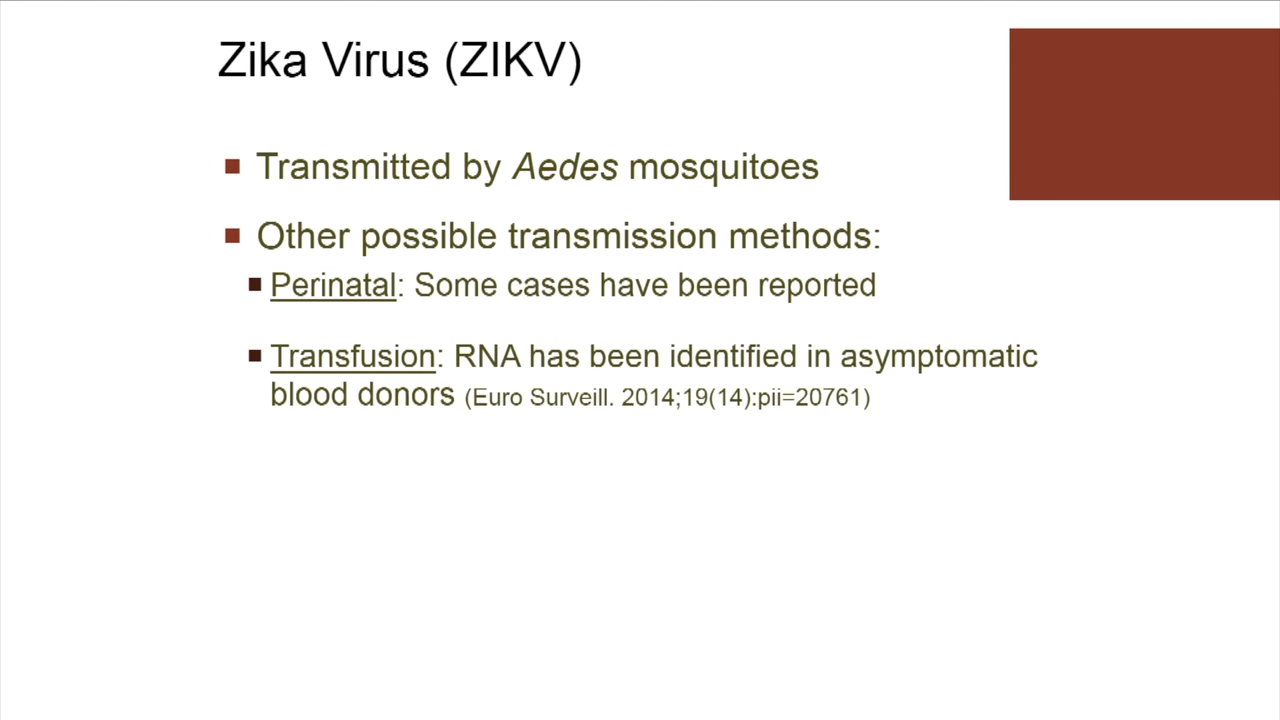 Zika Virus (ZIKV)
Transmitted by Aedes mosquitoes
Other possible transmission methods:
Perinatal: Some cases have been reported
Transfusion: RNA has been identified in asymptomatic
blood donors (Euro Surveill. 2014;19(14):pii=20761)